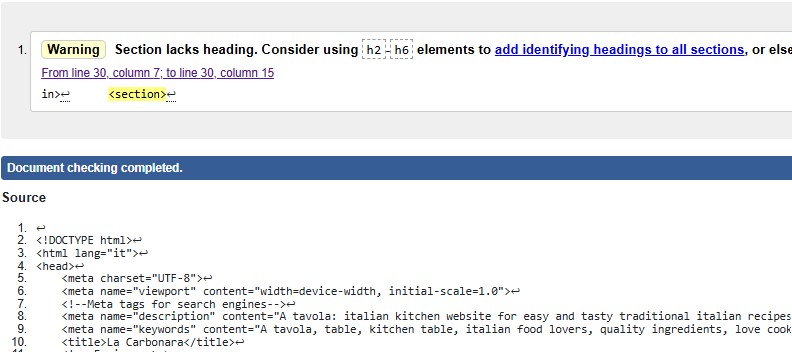 1. Warning Section lacks heading. Consider using h2-h6 elements to add identifying headings to all sections, or else
From line 30, column 7; to line 30, column 15
in>↩ <section>↩
Document checking completed.
Source
1. ↩
2. <!DOCTYPE html>↩
3. <html lang="it">↩
4. <head>↩
5. <meta charset="UTF-8">↩
6. <meta name="viewport" content="width=device-width, initial-scale=1.0">↩
7. <!--Meta tags for search engines-->↩
8. <meta name="description" content="A tavola: italian kitchen website for easy and tasty traditional italian recipes
9. <meta name="keywords" content="A tavola, table, kitchen table, italian food lovers, quality ingredients, love cook
10. <title>La Carbonara</title>↩